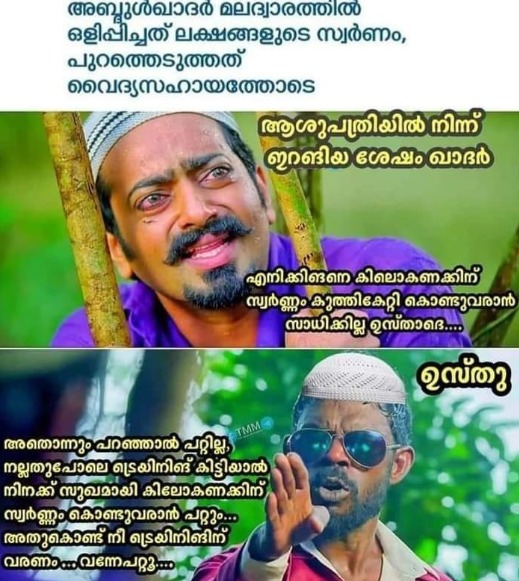 അബ്ദുൾഖാദർ മലദ്വാരത്തിൽ
ഒളിപ്പിച്ചത് ലക്ഷങ്ങളുടെ സ്വർണം,
പുറത്തെടുത്തത്
വൈദ്യസഹായത്തോടെ
ആശുപത്രിയിൽ നിന്ന്
ഇറങ്ങിയ ശേഷം ഖാദർ
എനിക്കിങനെ കിലൊകണക്കിന്
സ്വർണ്ണം കുത്തികേറ്റി കൊണ്ടുവരാൻ
സാധിക്കില്ല ഉസ്താദെ....
ഉസ്തു
TMM
അതൊന്നും പറഞ്ഞാൽ പറ്റില്ല,
നല്ലതുപോലെ ട്രെയിനിങ് കിട്ടിയാൽ
നിനക്ക് സുഖമായി കിലോകണക്കിന്
സ്വർണ്ണം കൊണ്ടുവരാൻ പറ്റും...
അതുകൊണ്ട് നീ ട്രെയിനിങിന്
വരണം... വന്നേപറ്റൂ....